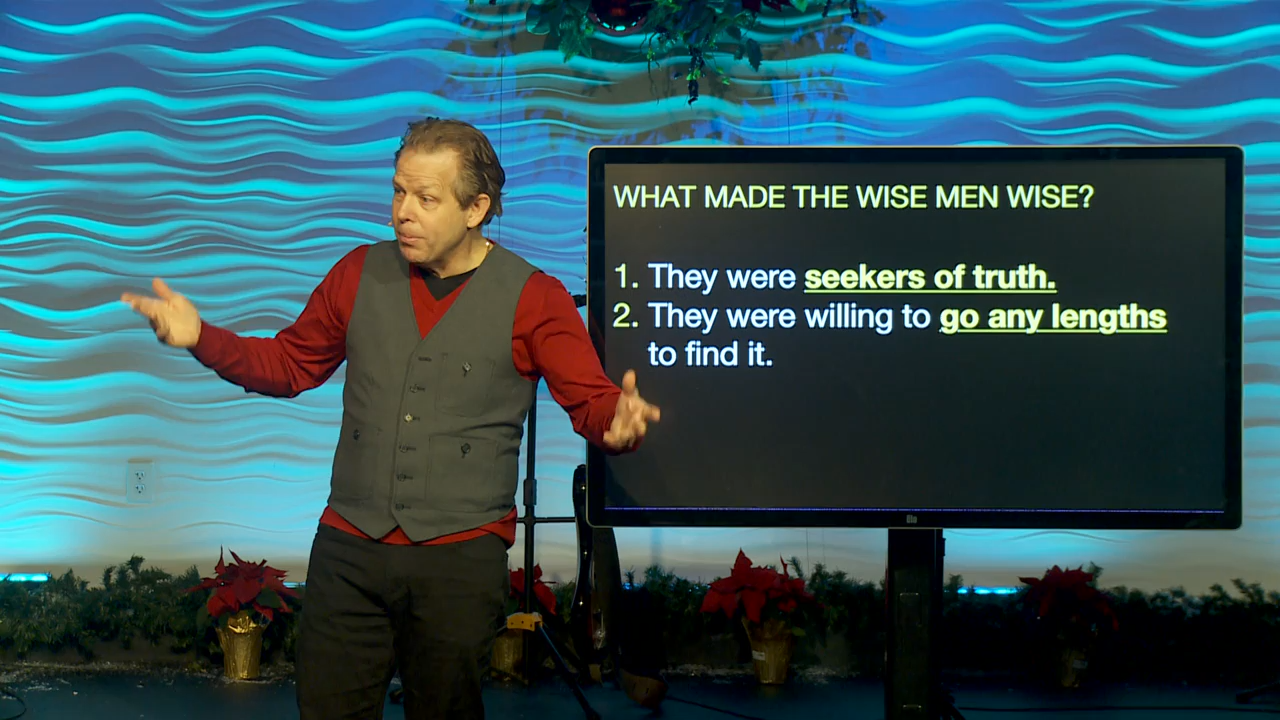 WHAT MADE THE WISE MEN WISE?
1. They were seekers of truth.
2. They were willing to go any lengths
to find it.
elo